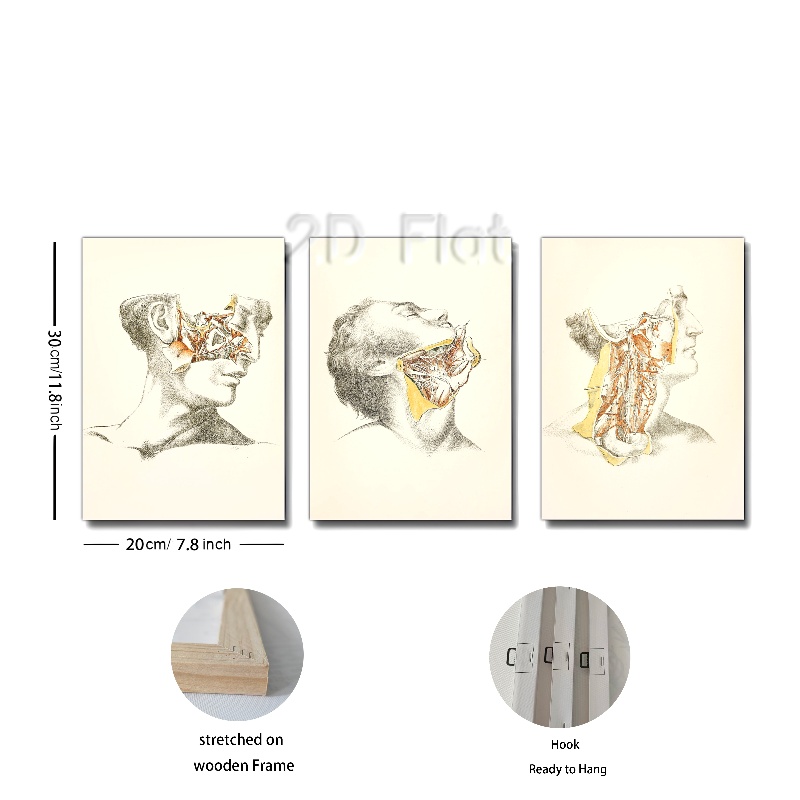 2D Flat
30cm/11.8inch
20cm/ 7.8 inch
stretched on
wooden Frame
Hook
Ready to Hang